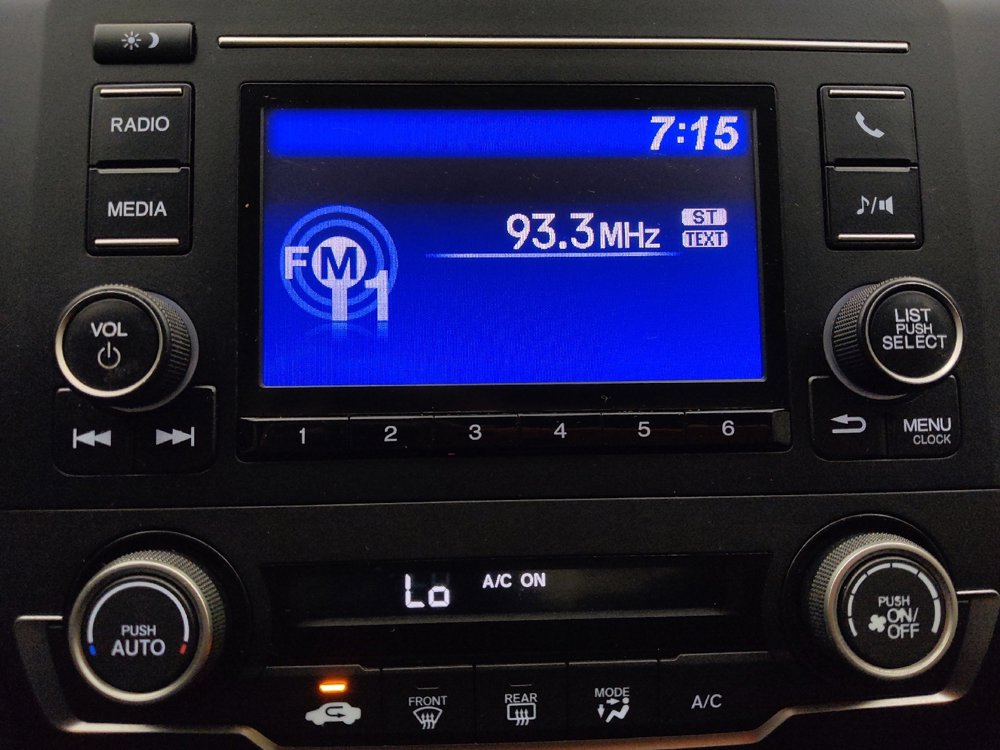 RADIO
MEDIA
7:15
93.3MHz
ST
TEXT
FM
1
VOL
LIST
PUSH
SELECT
1 2 3 4 5 6
MENU
CLOCK
Lo A/C ON
PUSH
AUTO
PUSH
ON/
OFF
FRONT
REAR
MODE
A/C